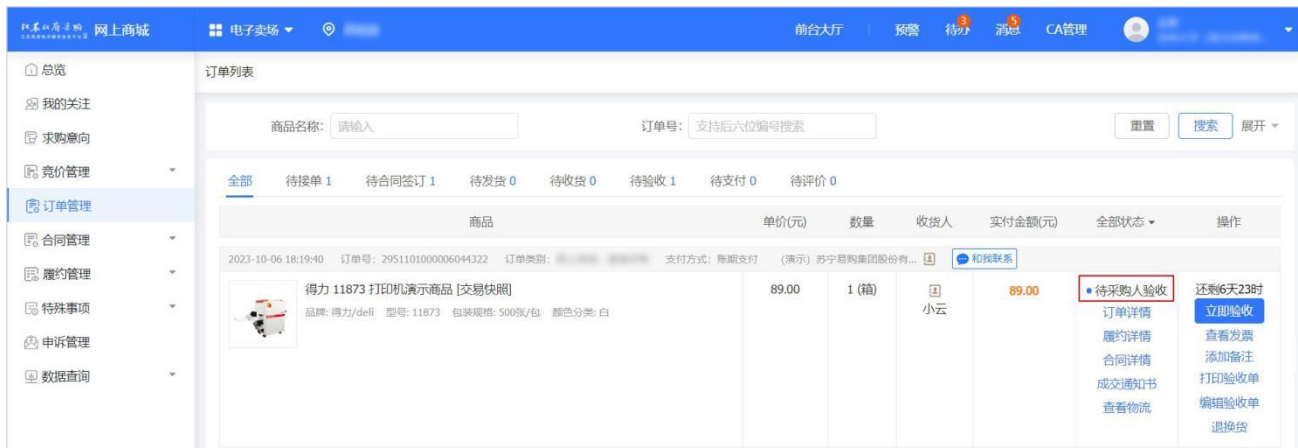 江苏政府采购 网上商城 电子卖场 前台大厅 预警 待办 3 消息 5 CA管理
总览
我的关注
求购意向
竞价管理
订单管理
合同管理
履约管理
特殊事项
申诉管理
数据查询
订单列表
商品名称: 请输入 订单号: 支持后六位编号搜索 重置 搜索 展开
全部 待接单 1 待合同签订 1 待发货 0 待收货 0 待验收 1 待支付 0 待评价 0
商品 单价(元) 数量 收货人 实付金额(元) 全部状态 操作
2023-10-06 18:19:40 订单号: 2951101000006044322 订单类别: 支付方式: 账期支付 (演示) 苏宁易购集团股份有... 和我联系
得力 11873 打印机演示商品 [交易快照] 89.00 1 (箱) 小云 89.00 待采购人验收 还剩6天23时
品牌: 得力/deli 型号: 11873 包装规格: 500张/包 颜色分类: 白
订单详情 立即验收
履约详情 查看发票
合同详情 添加备注
成交通知书 打印验收单
查看物流 编辑验收单
退换货